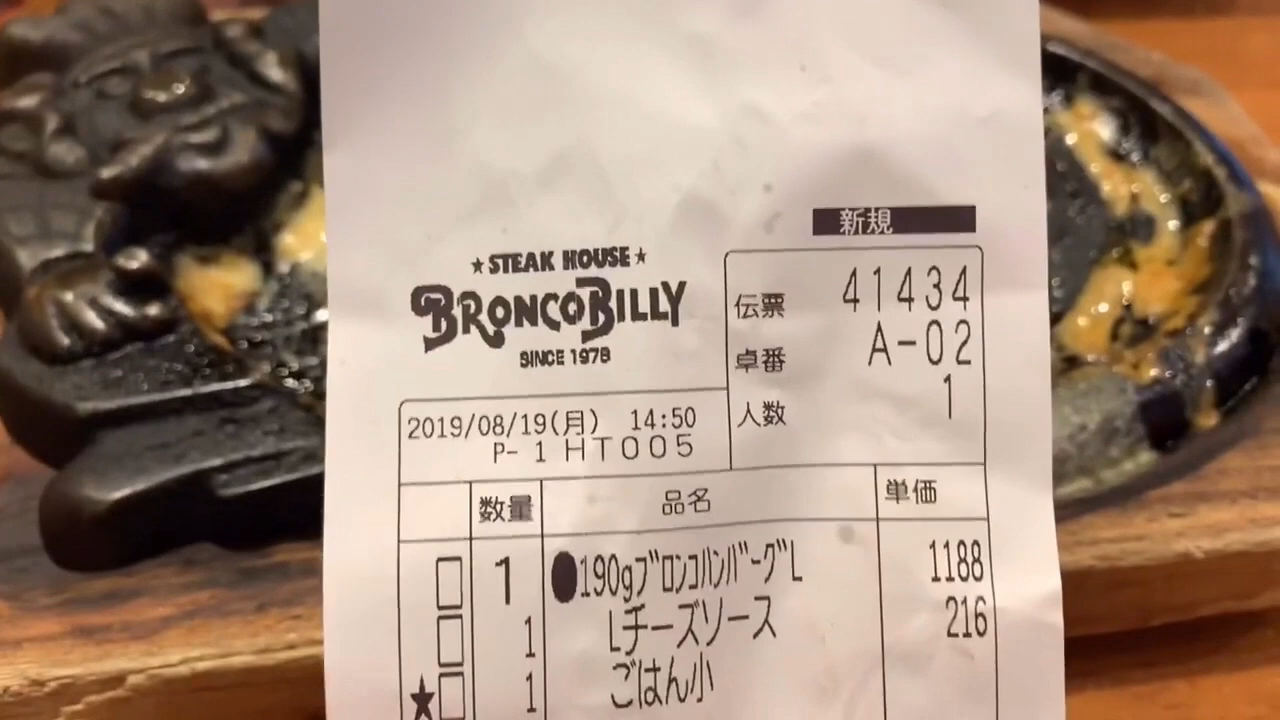 新規
★STEAK HOUSE★
BRONCOBILLY
SINCE 1978
伝票 41434
卓番 A-02
人数 1
2019/08/19(月) 14:50
P- 1 HT005
数量 品名 単価
□ 1 ●190gブロンコハンバーグL 1188
□ 1 Lチーズソース 216
★□ 1 ごはん小